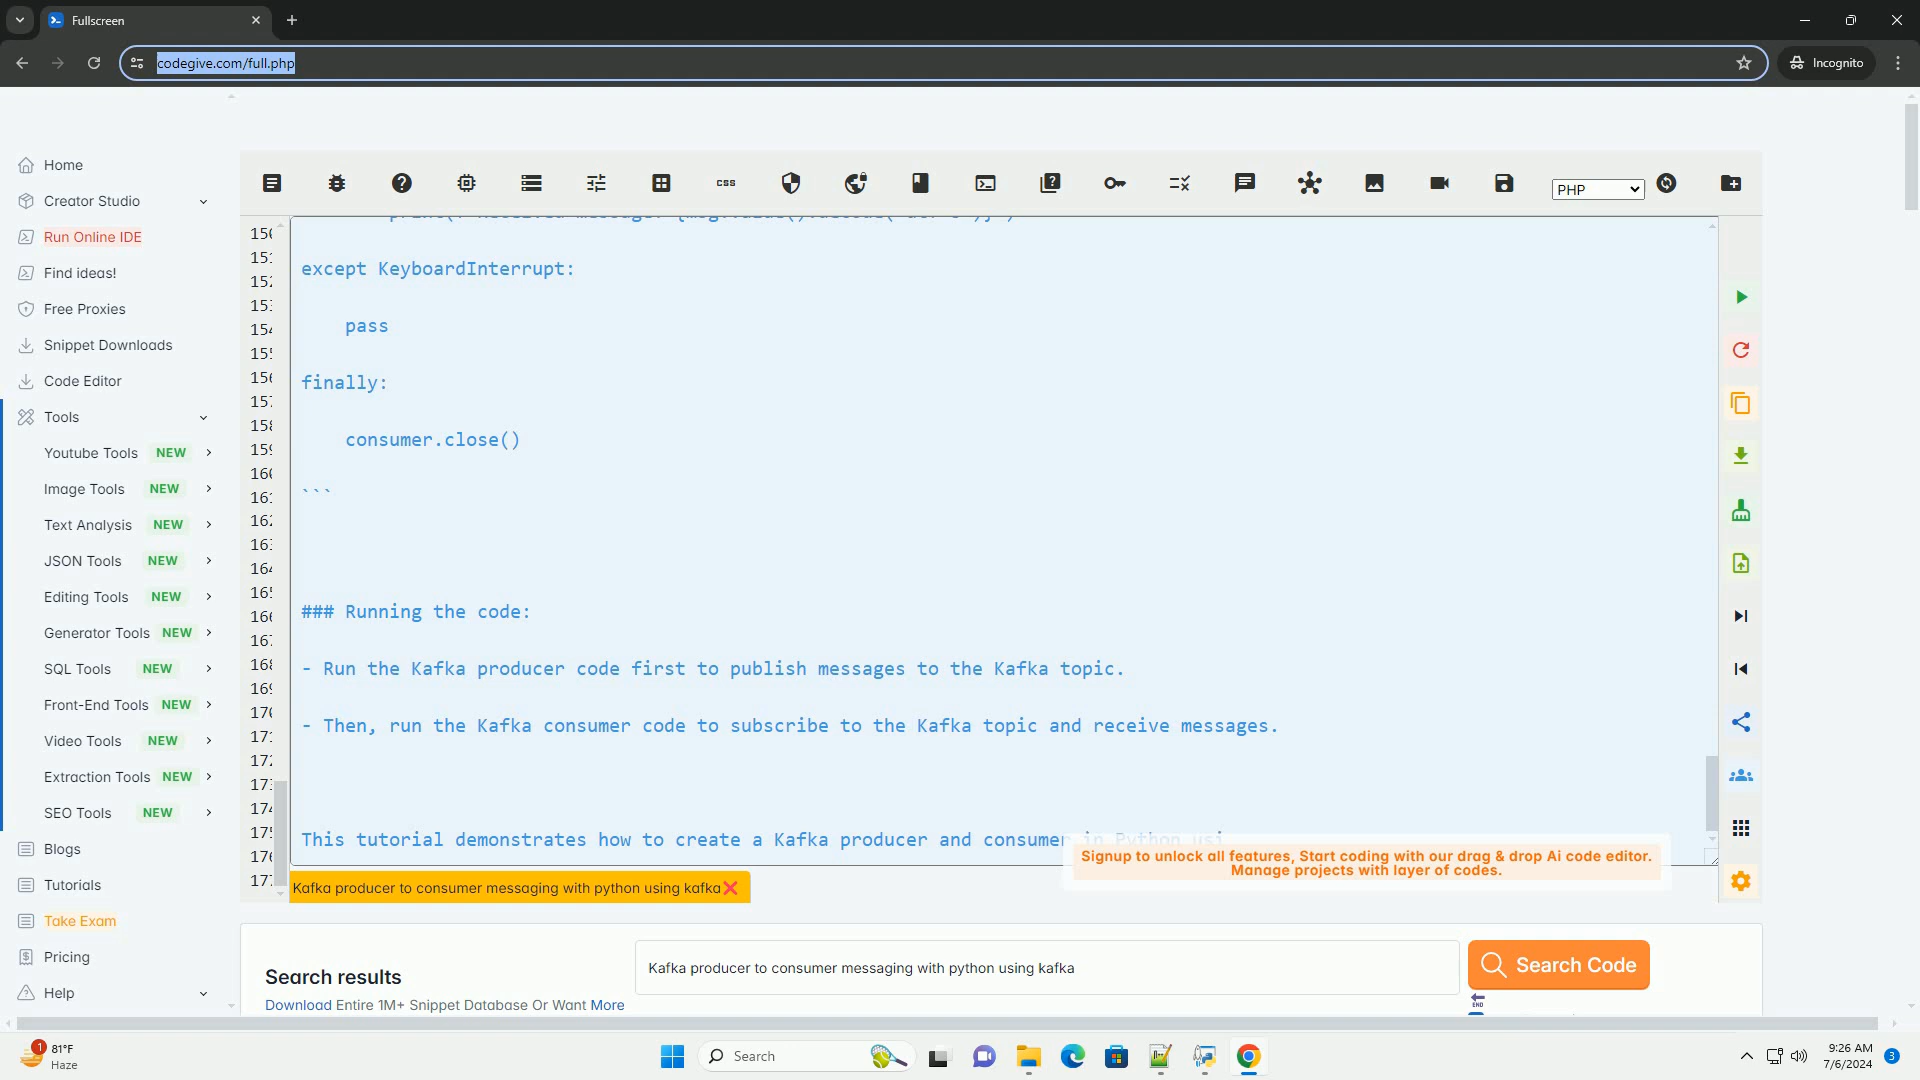 Fullscreen
codegive.com/full.php
Incognito
Home
Creator Studio
Run Online IDE
Find ideas!
Free Proxies
Snippet Downloads
Code Editor
Tools
Youtube Tools NEW
Image Tools NEW
Text Analysis NEW
JSON Tools NEW
Editing Tools NEW
Generator Tools NEW
SQL Tools NEW
Front-End Tools NEW
Video Tools NEW
Extraction Tools NEW
SEO Tools NEW
Blogs
Tutorials
Take Exam
Pricing
Help
css
PHP
except KeyboardInterrupt:
pass
finally:
consumer.close()
```
### Running the code:
- Run the Kafka producer code first to publish messages to the Kafka topic.
- Then, run the Kafka consumer code to subscribe to the Kafka topic and receive messages.
This tutorial demonstrates how to create a Kafka producer and consumer in Python usi
Signup to unlock all features, Start coding with our drag & drop Ai code editor.
Manage projects with layer of codes.
Kafka producer to consumer messaging with python using kafka
Search results
Download Entire 1M+ Snippet Database Or Want More
Kafka producer to consumer messaging with python using kafka
Search Code
END
1
81°F
Haze
Search
9:26 AM
7/6/2024
3